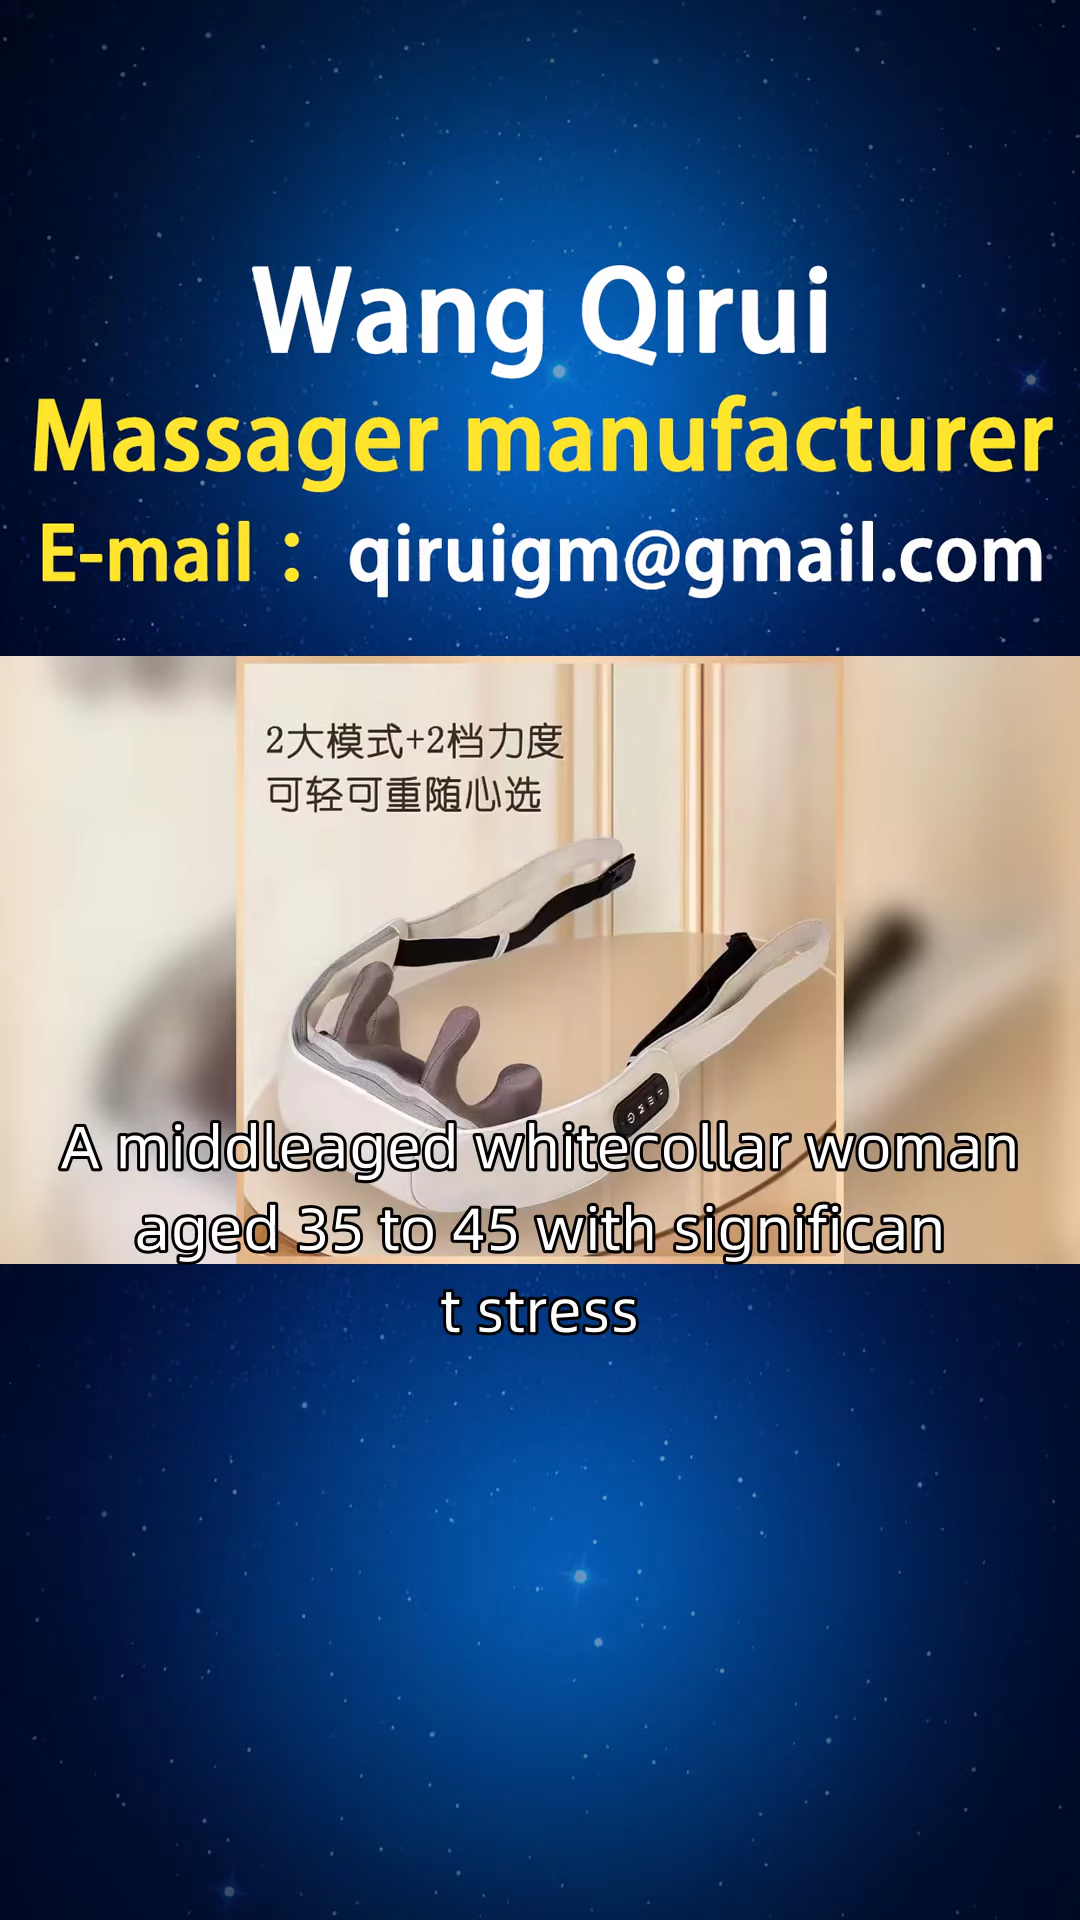 Wang Qirui
Massager manufacturer
E-mail： qiruigm@gmail.com
2大模式+2档力度
可轻可重随心选
A middleaged whitecollar woman
aged 35 to 45 with significan
t stress